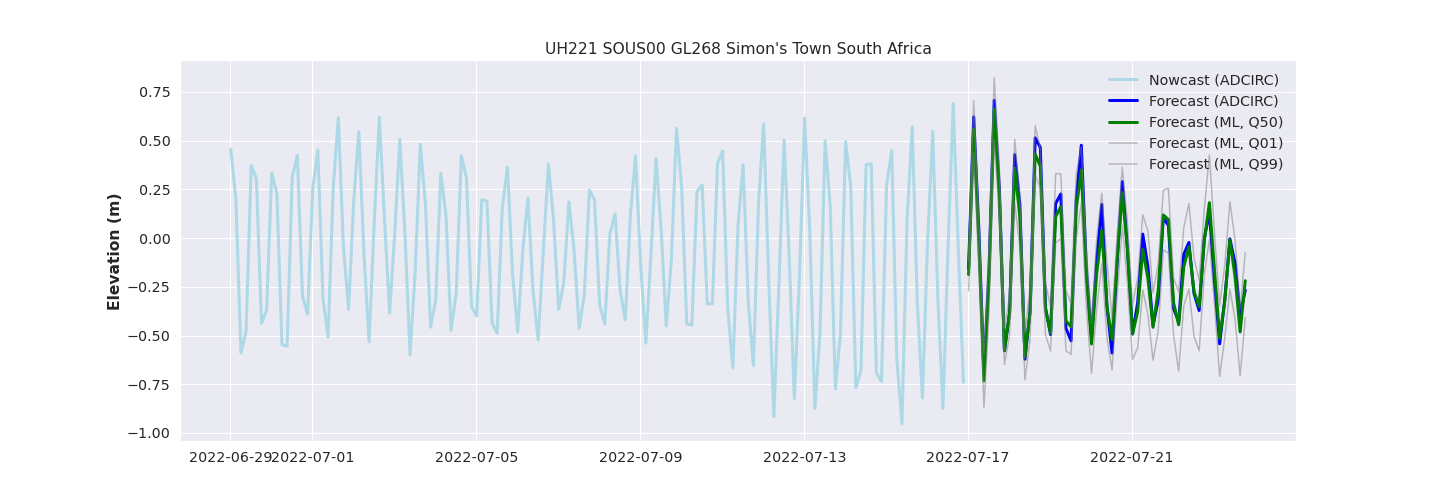 UH221 SOUS00 GL268 Simon's Town South Africa
Nowcast (ADCIRC)
Forecast (ADCIRC)
Forecast (ML, Q50)
Forecast (ML, Q01)
Forecast (ML, Q99)
Elevation (m)
0.75
0.50
0.25
0.00
−0.25
−0.50
−0.75
−1.00
2022-06-29 2022-07-01 2022-07-05 2022-07-09 2022-07-13 2022-07-17 2022-07-21